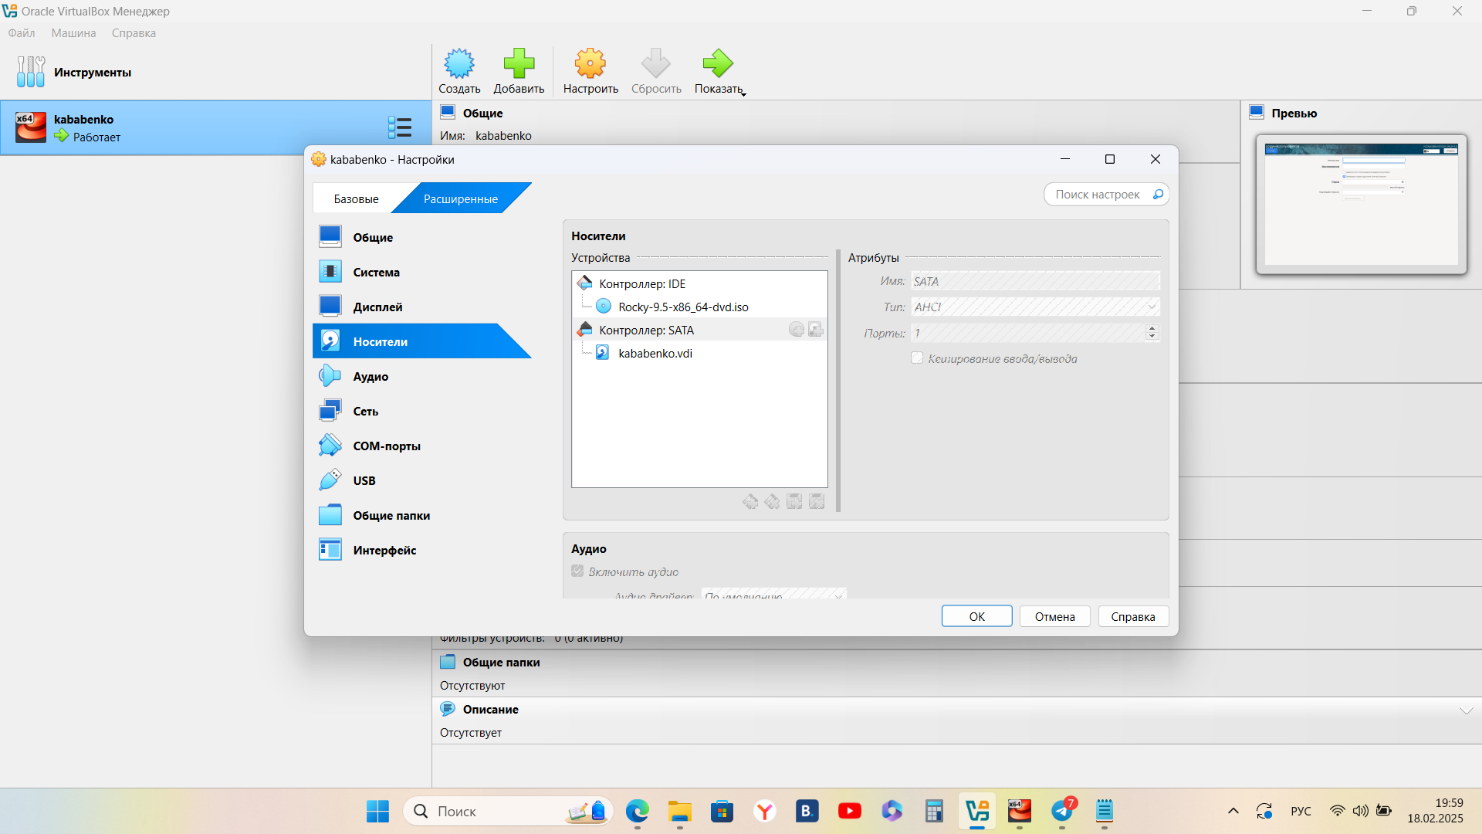 Oracle VirtualBox Менеджер
Файл Машина Справка
Инструменты
Создать Добавить Настроить Сбросить Показать
x64 kababenko
Работает
Общие
Имя: kababenko
Превью
kababenko - Настройки
Базовые Расширенные
Поиск настроек
Общие
Система
Дисплей
Носители
Аудио
Сеть
COM-порты
USB
Общие папки
Интерфейс
Носители
Устройства
Контроллер: IDE
Rocky-9.5-x86_64-dvd.iso
Контроллер: SATA
kababenko.vdi
Атрибуты
Имя: SATA
Тип: AHCI
Порты: 1
Кеширование ввода/вывода
Аудио
Включить аудио
Аудио драйвер: По умолчанию
OK Отмена Справка
Фильтры устройств: 0 (0 активно)
Общие папки
Отсутствуют
Описание
Отсутствует
Поиск
B.
x64
7
РУС
19:59
18.02.2025